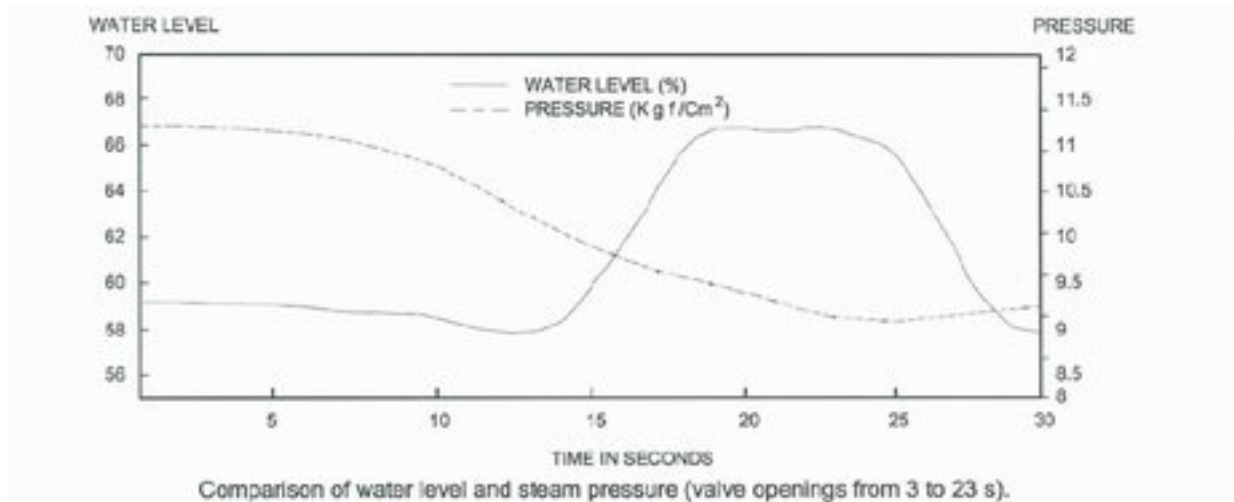 WATER LEVEL PRESSURE
70 12
WATER LEVEL (%)
68 11.5
PRESSURE (K g f /Cm²)
66 11
64 10.5
62 10
60 9.5
58 9
56 8.5
8
5 10 15 20 25 30
TIME IN SECONDS
Comparison of water level and steam pressure (valve openings from 3 to 23 s).